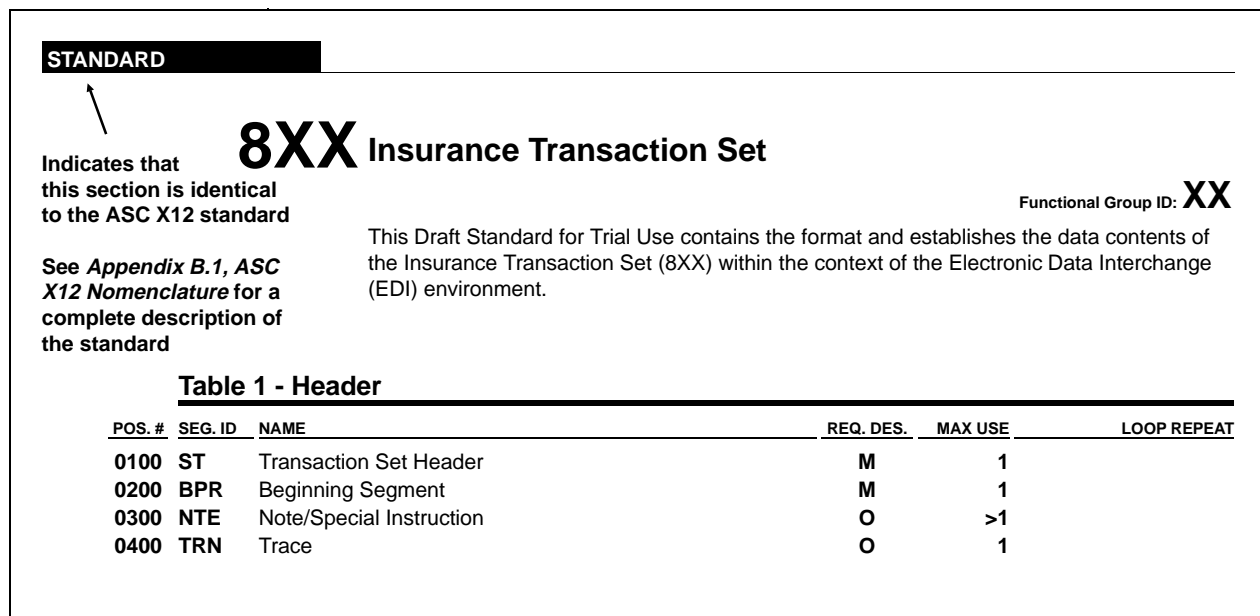 STANDARD
8XX Insurance Transaction Set
Indicates that
this section is identical
to the ASC X12 standard
Functional Group ID: XX
See Appendix B.1, ASC
X12 Nomenclature for a
complete description of
the standard
This Draft Standard for Trial Use contains the format and establishes the data contents of
the Insurance Transaction Set (8XX) within the context of the Electronic Data Interchange
(EDI) environment.
Table 1 - Header
POS. # SEG. ID NAME REQ. DES. MAX USE LOOP REPEAT
0100 ST Transaction Set Header M 1
0200 BPR Beginning Segment M 1
0300 NTE Note/Special Instruction O >1
0400 TRN Trace O 1